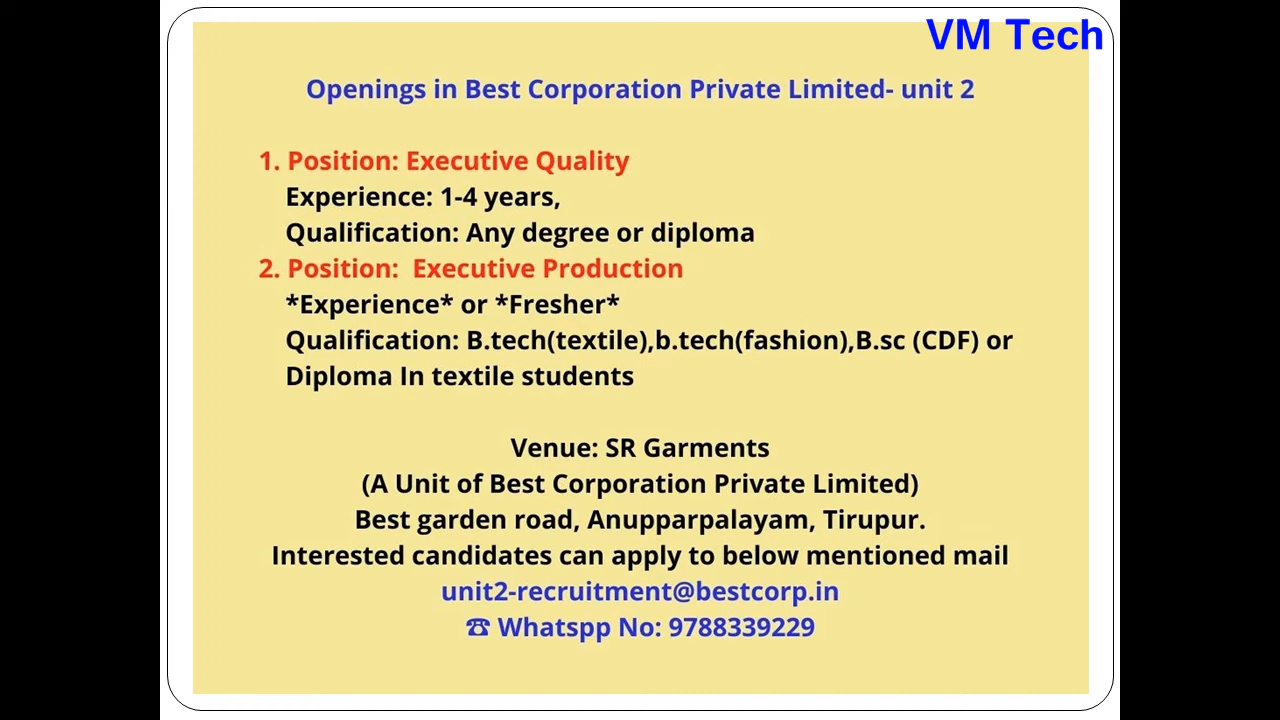 VM Tech
Openings in Best Corporation Private Limited- unit 2
1. Position: Executive Quality
Experience: 1-4 years,
Qualification: Any degree or diploma
2. Position:  Executive Production
*Experience* or *Fresher*
Qualification: B.tech(textile),b.tech(fashion),B.sc (CDF) or
Diploma In textile students
Venue: SR Garments
(A Unit of Best Corporation Private Limited)
Best garden road, Anupparpalayam, Tirupur.
Interested candidates can apply to below mentioned mail
unit2-recruitment@bestcorp.in
☎ Whatspp No: 9788339229